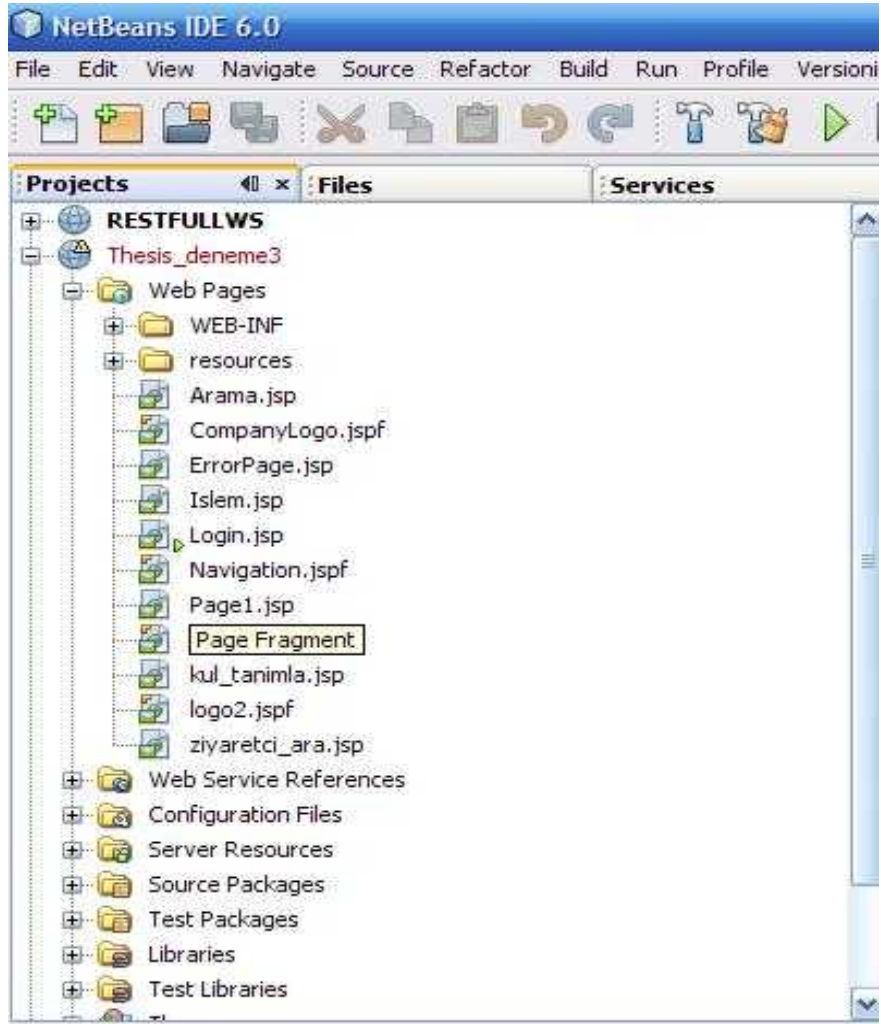 NetBeans IDE 6.0
File Edit View Navigate Source Refactor Build Run Profile Versioni
Projects Files Services
RESTFULLWS
Thesis_deneme3
Web Pages
WEB-INF
resources
Arama.jsp
CompanyLogo.jspf
ErrorPage.jsp
Islem.jsp
Login.jsp
Navigation.jspf
Page1.jsp
Page Fragment
kul_tanimla.jsp
logo2.jspf
ziyaretci_ara.jsp
Web Service References
Configuration Files
Server Resources
Source Packages
Test Packages
Libraries
Test Libraries